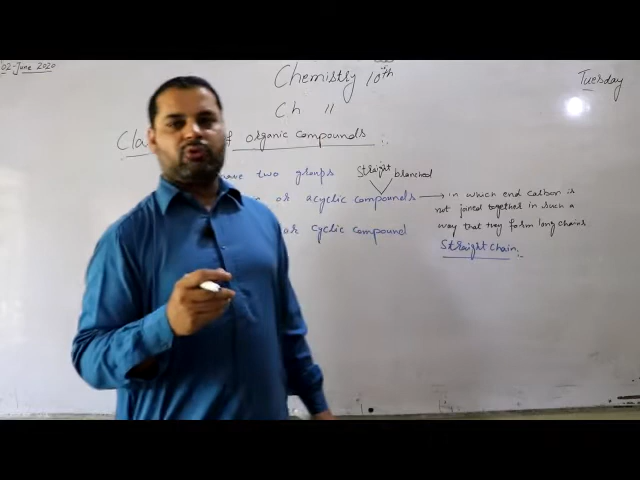 02-June 2020
Chemistry 10th
Tuesday
Ch 11
Cla f organic compounds
ave two groups
Straight branched
n or acyclic compounds → in which end carbon is
not joined together in such a
way that they form long chains
or cyclic compound
Straight chain